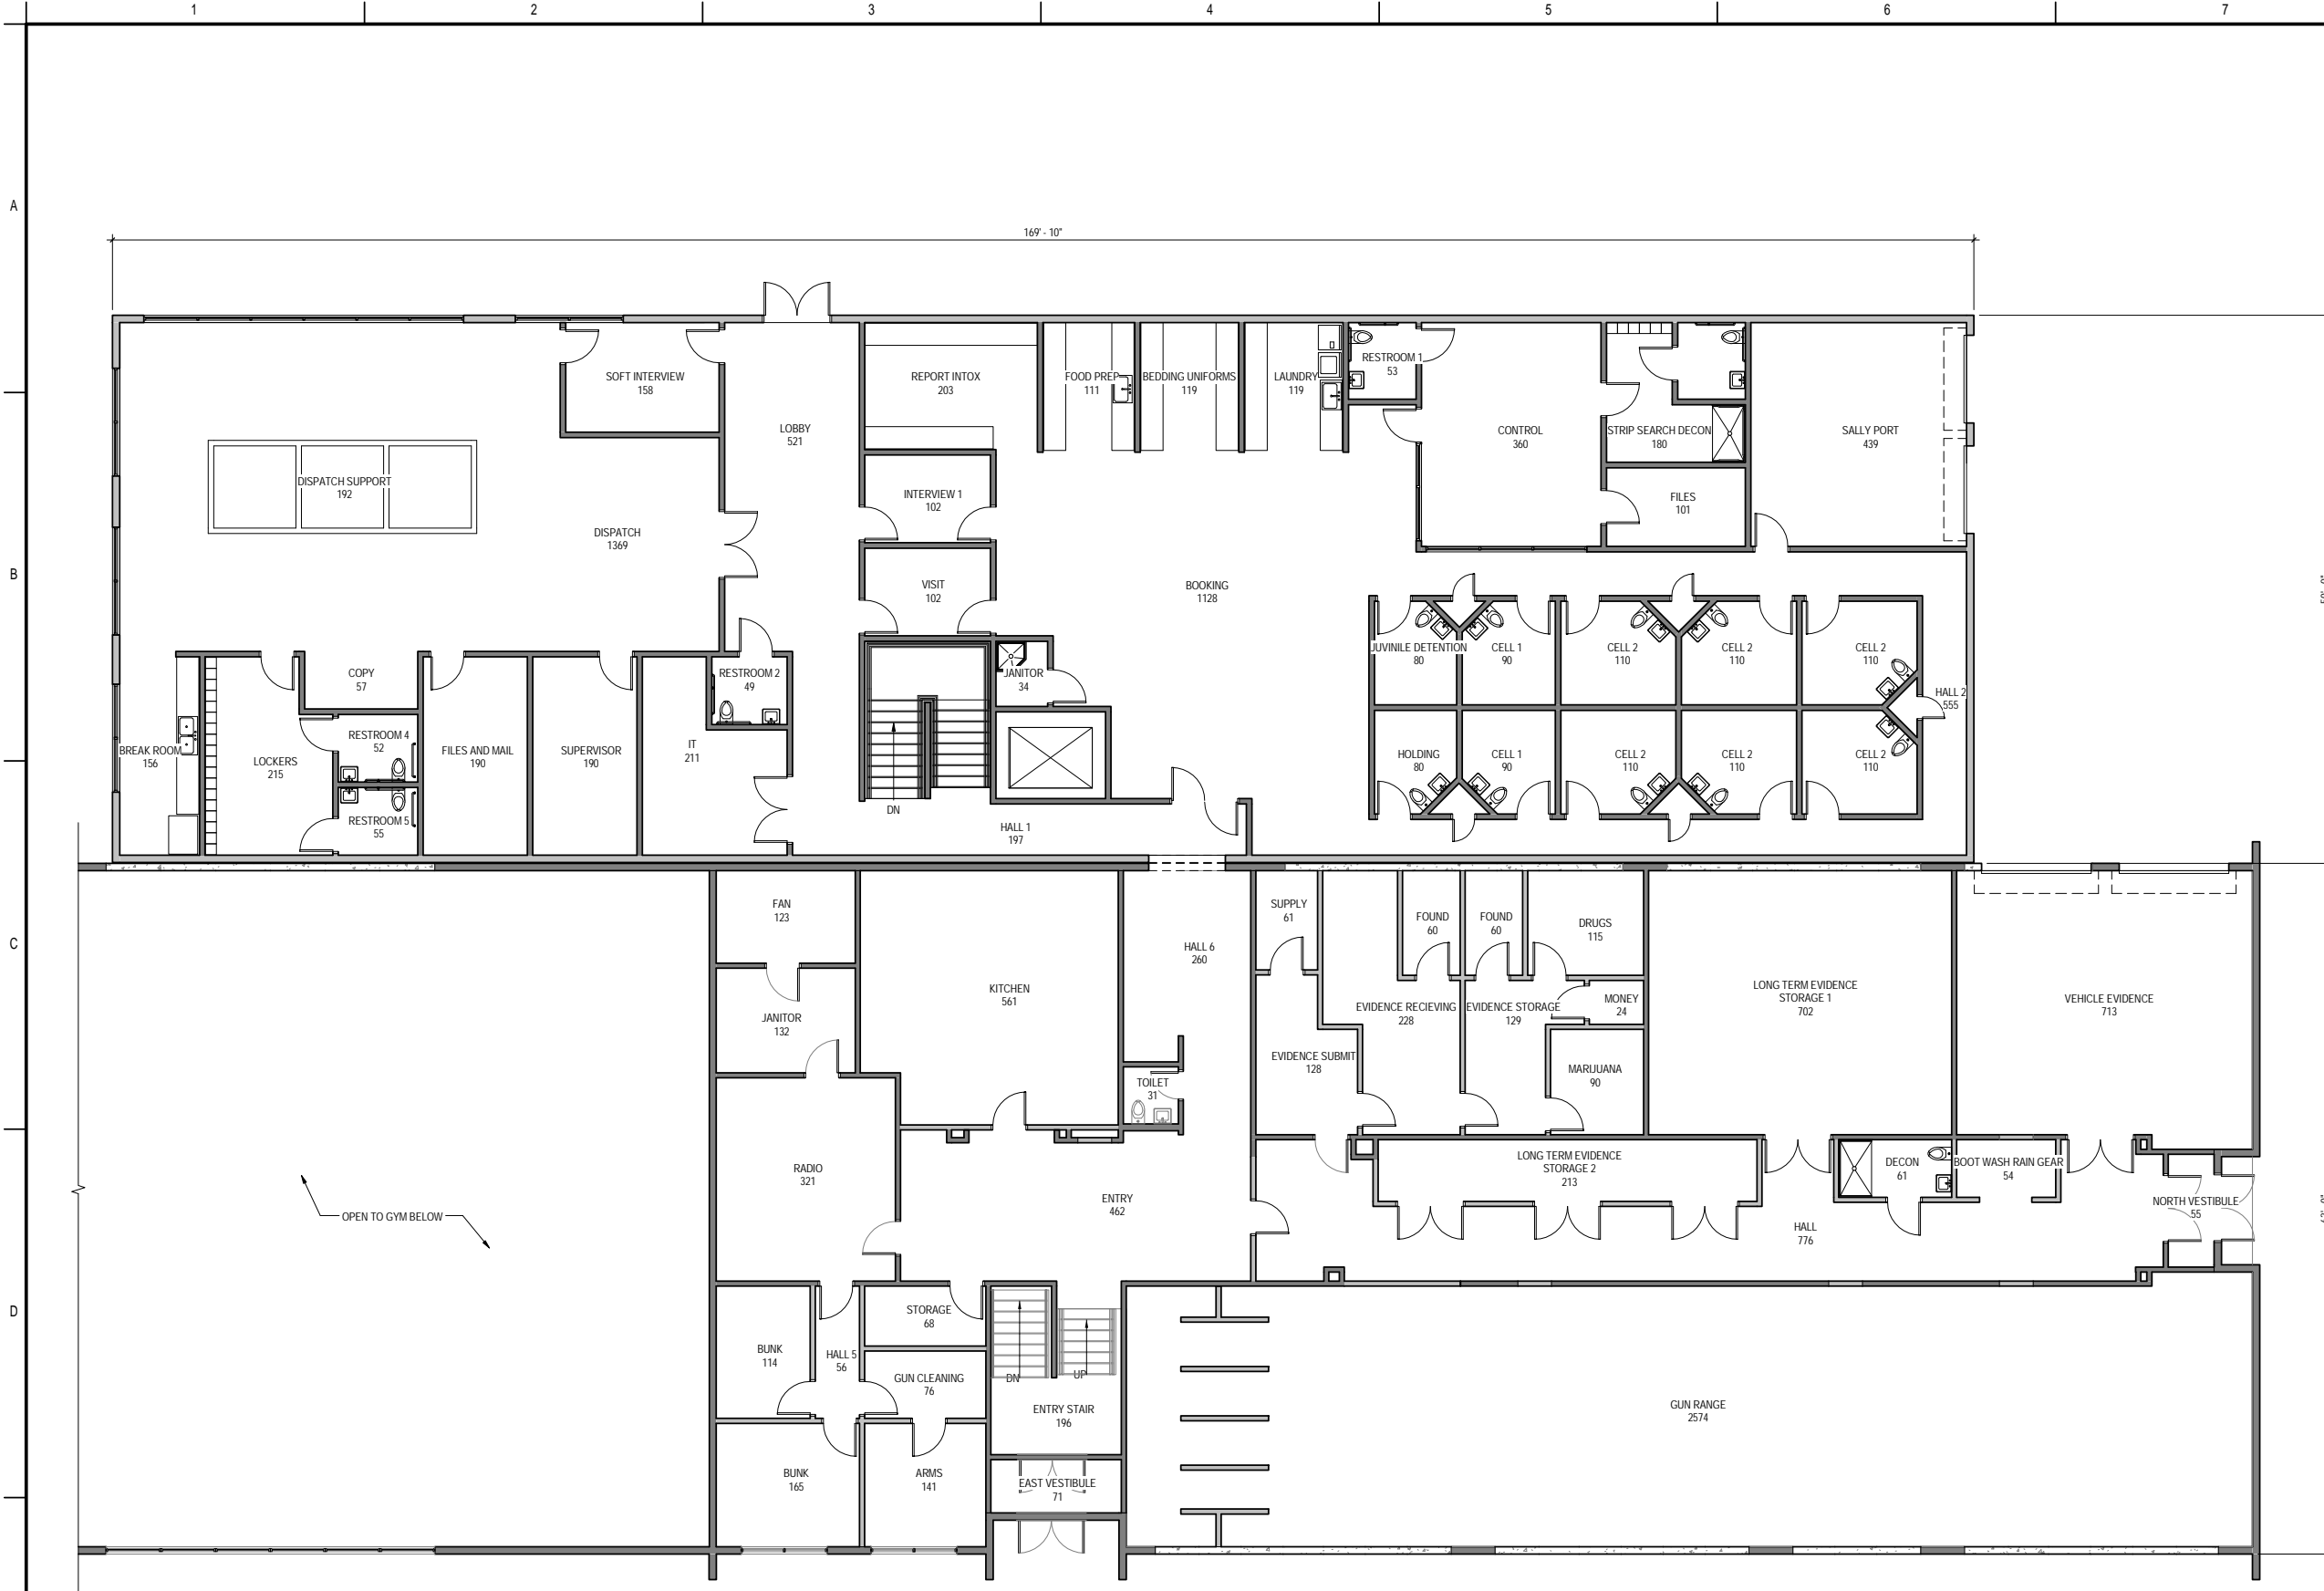 1
2
3
4
5
6
7
A
B
C
D
169' - 10"
SOFT INTERVIEW
158
LOBBY
521
REPORT INTOX
203
FOOD PREP
111
BEDDING UNIFORMS
119
LAUNDRY
119
RESTROOM 1
53
CONTROL
360
STRIP SEARCH DECON
180
SALLY PORT
439
DISPATCH SUPPORT
192
DISPATCH
1369
INTERVIEW 1
102
FILES
101
VISIT
102
BOOKING
1128
COPY
57
RESTROOM 2
49
JANITOR
34
JUVINILE DETENTION
80
CELL 1
90
CELL 2
110
CELL 2
110
CELL 2
110
HALL 2
555
BREAK ROOM
156
LOCKERS
215
RESTROOM 4
52
RESTROOM 5
55
FILES AND MAIL
190
SUPERVISOR
190
IT
211
DN
HALL 1
197
HOLDING
80
CELL 1
90
CELL 2
110
CELL 2
110
CELL 2
110
FAN
123
JANITOR
132
KITCHEN
561
HALL 6
260
SUPPLY
61
FOUND
60
FOUND
60
DRUGS
115
EVIDENCE RECIEVING
228
EVIDENCE STORAGE
129
MONEY
24
LONG TERM EVIDENCE
STORAGE 1
702
VEHICLE EVIDENCE
713
EVIDENCE SUBMIT
128
MARIJUANA
90
TOILET
31
RADIO
321
ENTRY
462
LONG TERM EVIDENCE
STORAGE 2
213
DECON
61
BOOT WASH RAIN GEAR
54
NORTH VESTIBULE
55
HALL
776
OPEN TO GYM BELOW
STORAGE
68
BUNK
114
HALL 5
56
GUN CLEANING
76
DN
UP
ENTRY STAIR
196
GUN RANGE
2574
BUNK
165
ARMS
141
EAST VESTIBULE
71